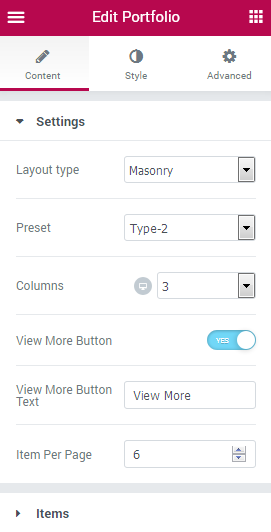 Edit Portfolio
Content Style Advanced
Settings
Layout type Masonry
Preset Type-2
Columns 3
View More Button YES
View More Button
Text View More
Item Per Page 6
Items